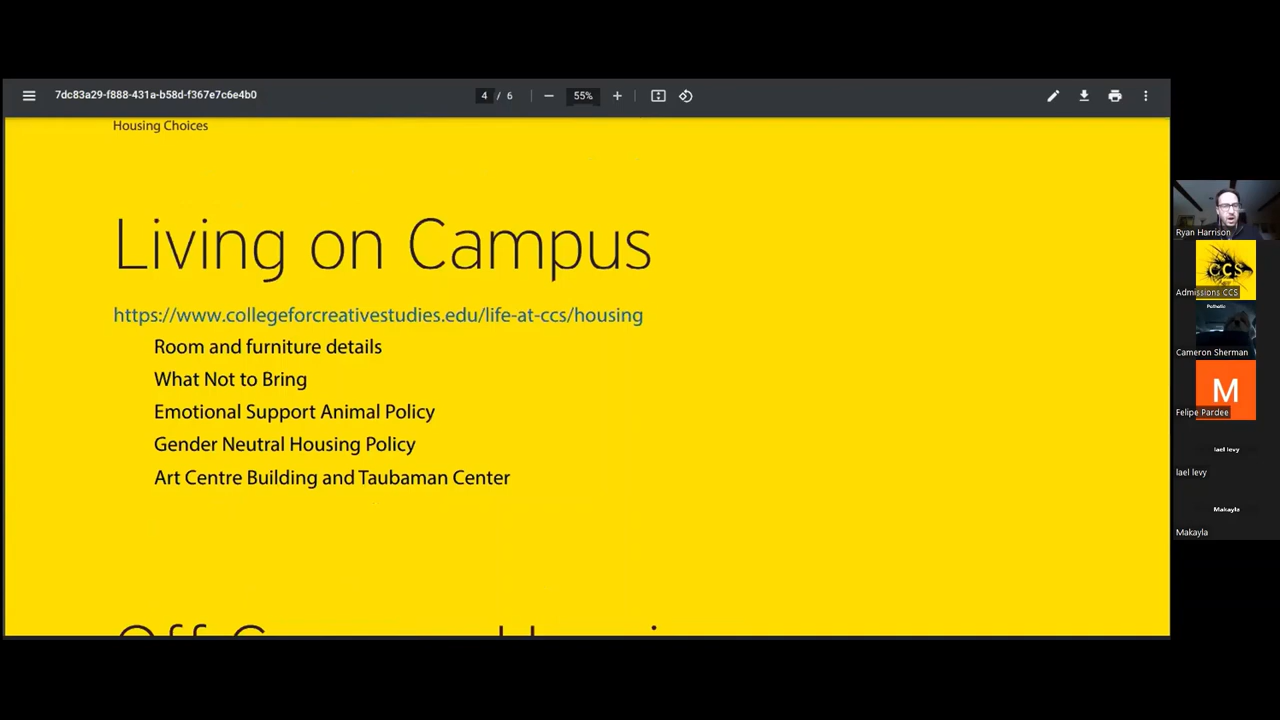 7dc83a29-f888-431a-b58d-f367e7c6e4b0
4 / 6
55%
Housing Choices
Living on Campus
https://www.collegeforcreativestudies.edu/life-at-ccs/housing
Room and furniture details
What Not to Bring
Emotional Support Animal Policy
Gender Neutral Housing Policy
Art Centre Building and Taubaman Center
Ryan Harrison
CCS
Admissions CCS
Cameron Sherman
M
Felipe Pardee
lael levy
lael levy
Makayla
Makayla